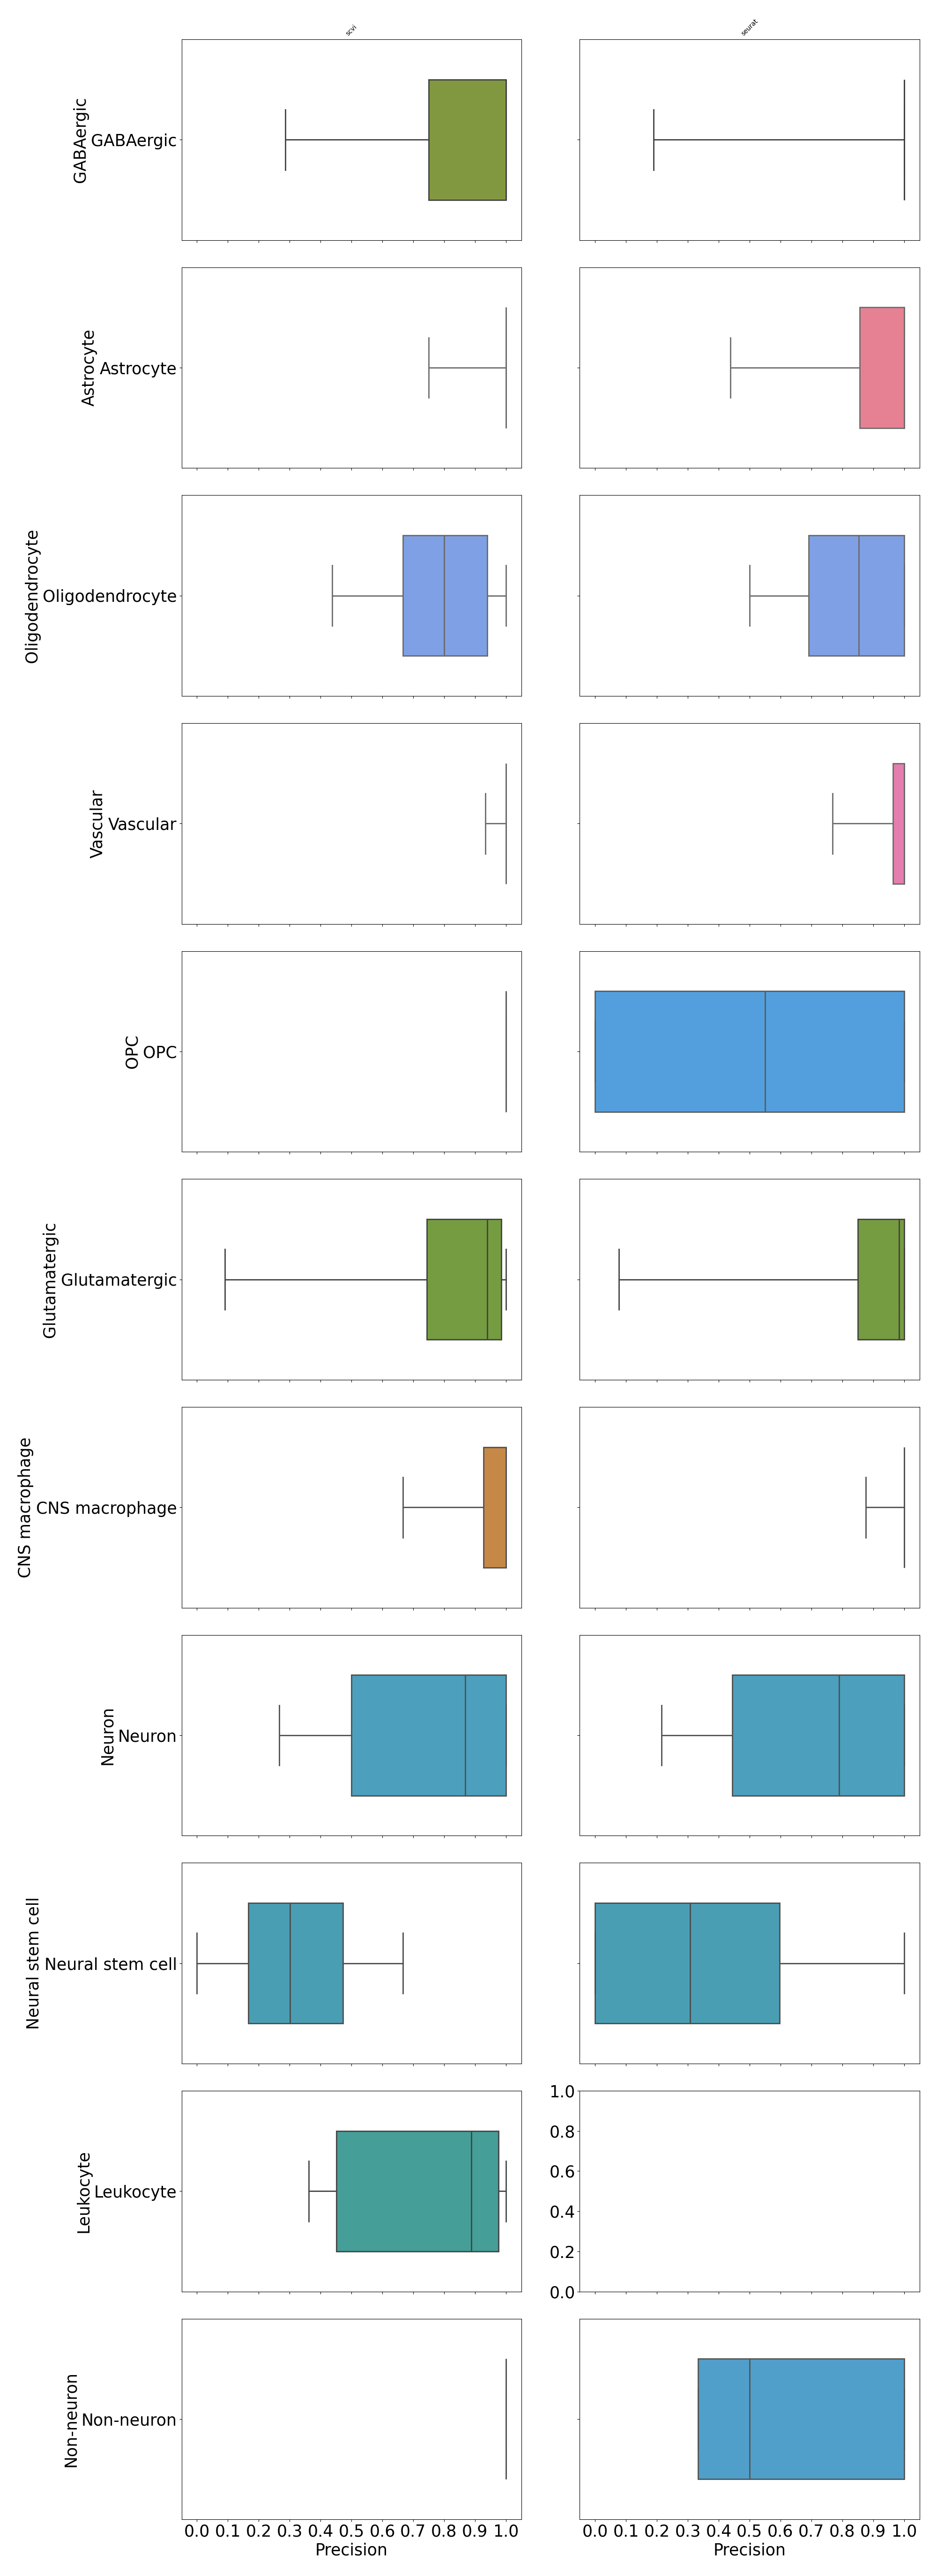 scvi
seurat
GABAergic
GABAergic
Astrocyte
Astrocyte
Oligodendrocyte
Oligodendrocyte
Vascular
Vascular
OPC
OPC
Glutamatergic
Glutamatergic
CNS macrophage
CNS macrophage
Neuron
Neuron
Neural stem cell
Neural stem cell
Leukocyte
Leukocyte
1.0
0.8
0.6
0.4
0.2
0.0
Non-neuron
Non-neuron
0.0 0.1 0.2 0.3 0.4 0.5 0.6 0.7 0.8 0.9 1.0
Precision
0.0 0.1 0.2 0.3 0.4 0.5 0.6 0.7 0.8 0.9 1.0
Precision